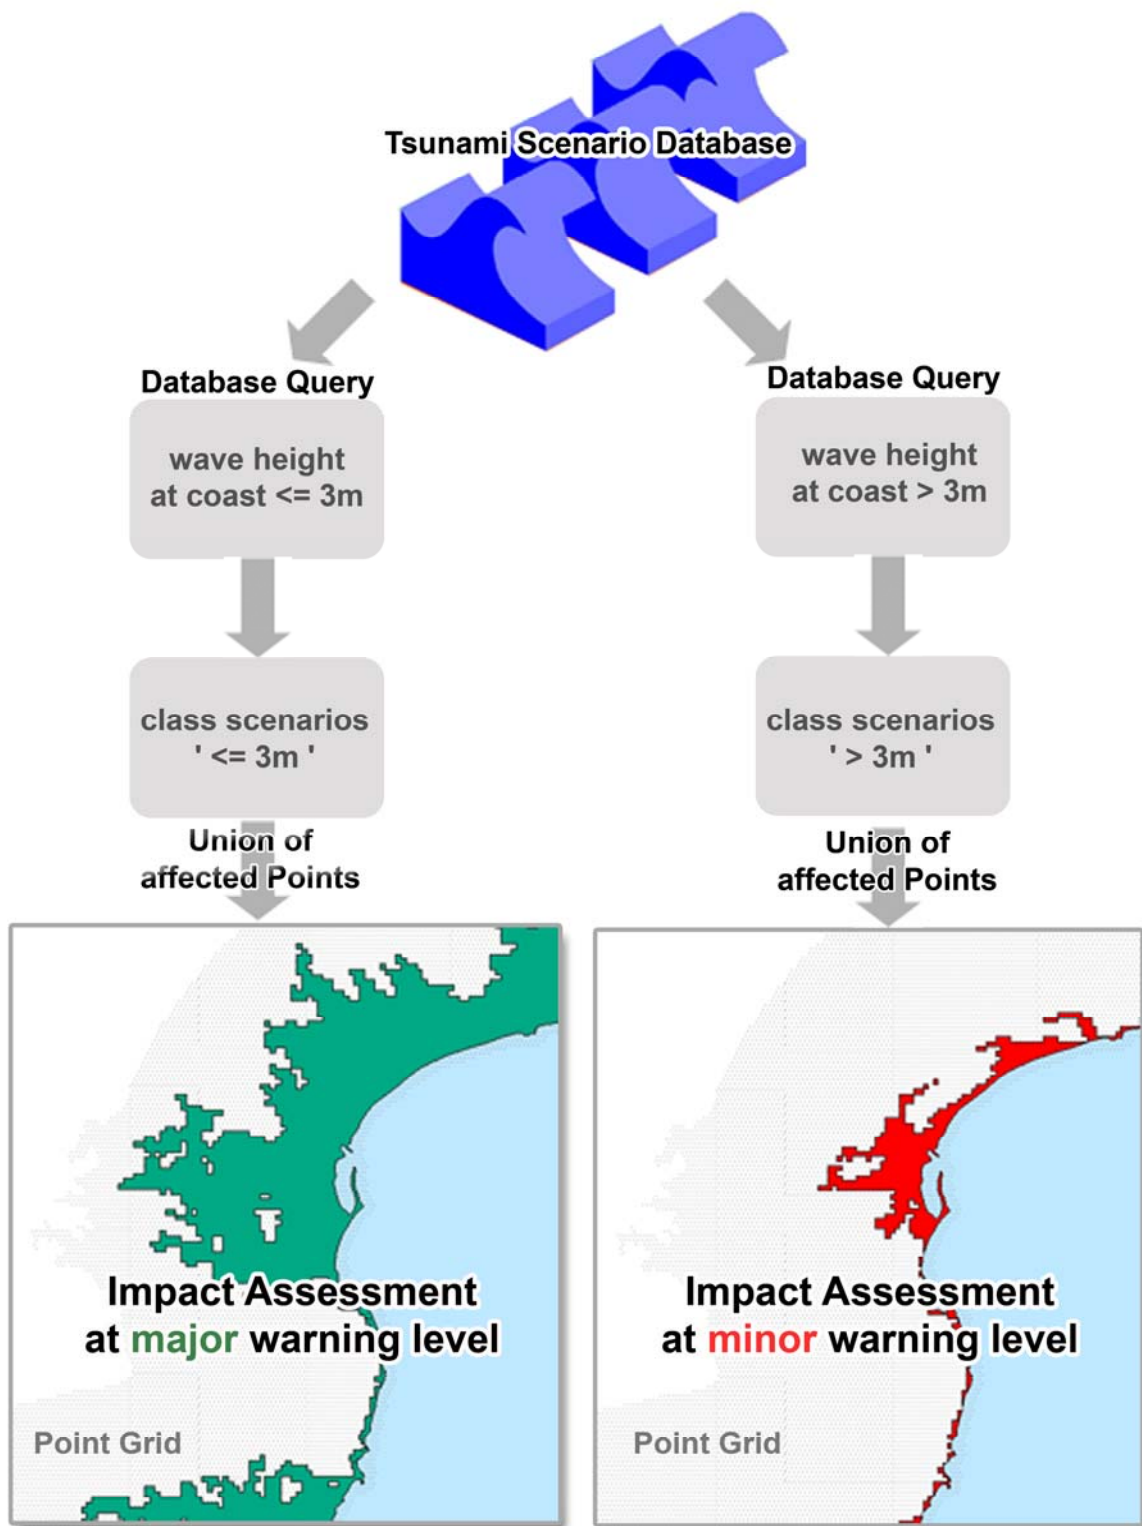 Tsunami Scenario Database
Database Query
wave height
at coast <= 3m
class scenarios
' <= 3m '
Union of
affected Points
Impact Assessment
at major warning level
Point Grid
Database Query
wave height
at coast > 3m
class scenarios
' > 3m '
Union of
affected Points
Impact Assessment
at minor warning level
Point Grid